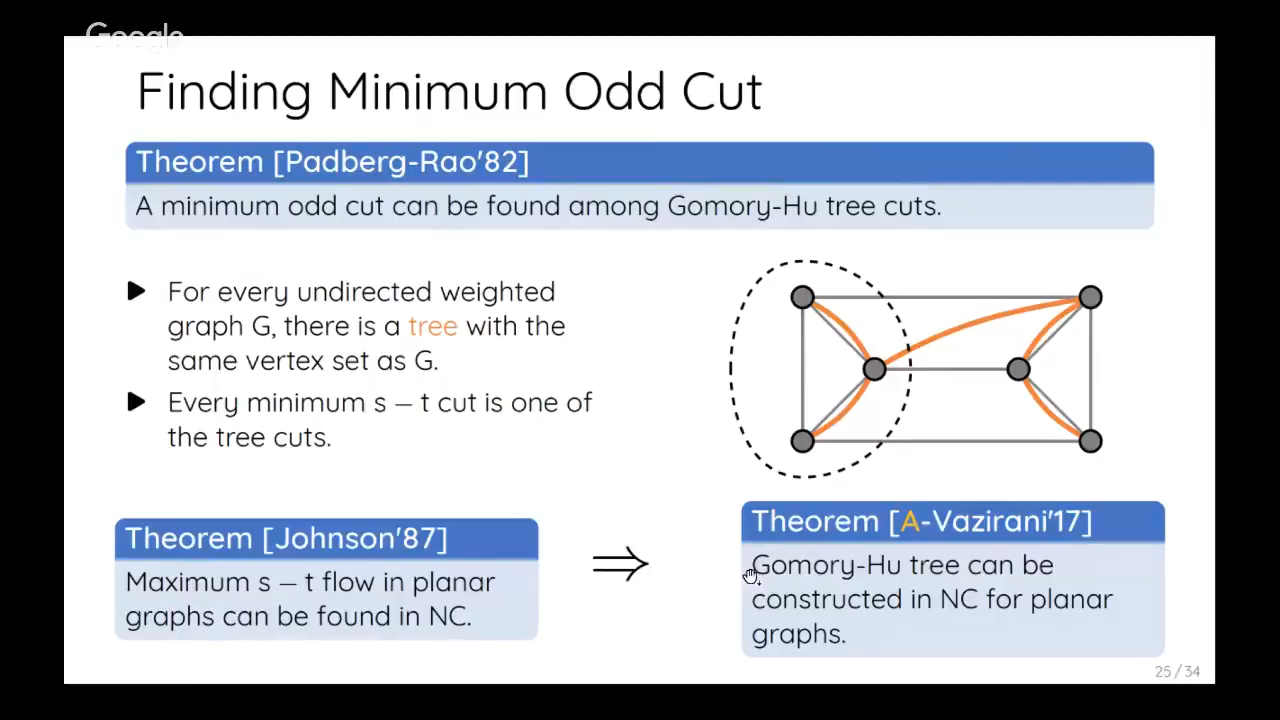 Google
Finding Minimum Odd Cut
Theorem [Padberg-Rao'82]
A minimum odd cut can be found among Gomory-Hu tree cuts.
For every undirected weighted
graph G, there is a tree with the
same vertex set as G.
Every minimum s – t cut is one of
the tree cuts.
Theorem [Johnson'87]
Maximum s – t flow in planar
graphs can be found in NC.
⇒
Theorem [A-Vazirani'17]
Gomory-Hu tree can be
constructed in NC for planar
graphs.
25 / 34